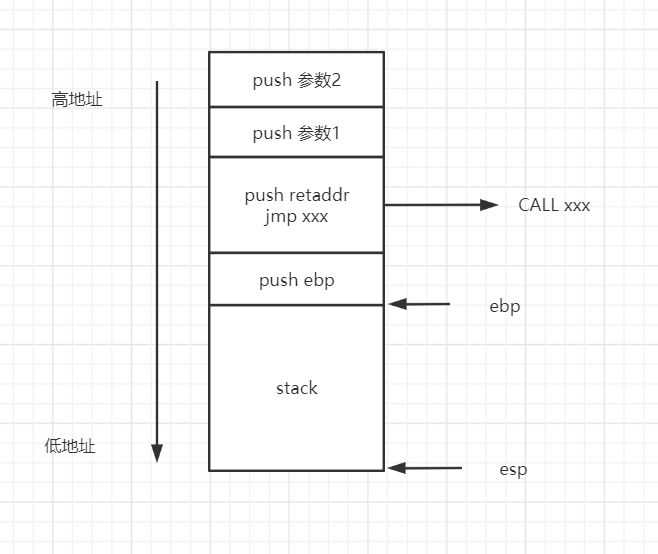 push 参数2
高地址
push 参数1
push retaddr
jmp xxx
CALL xxx
push ebp
ebp
stack
低地址
esp